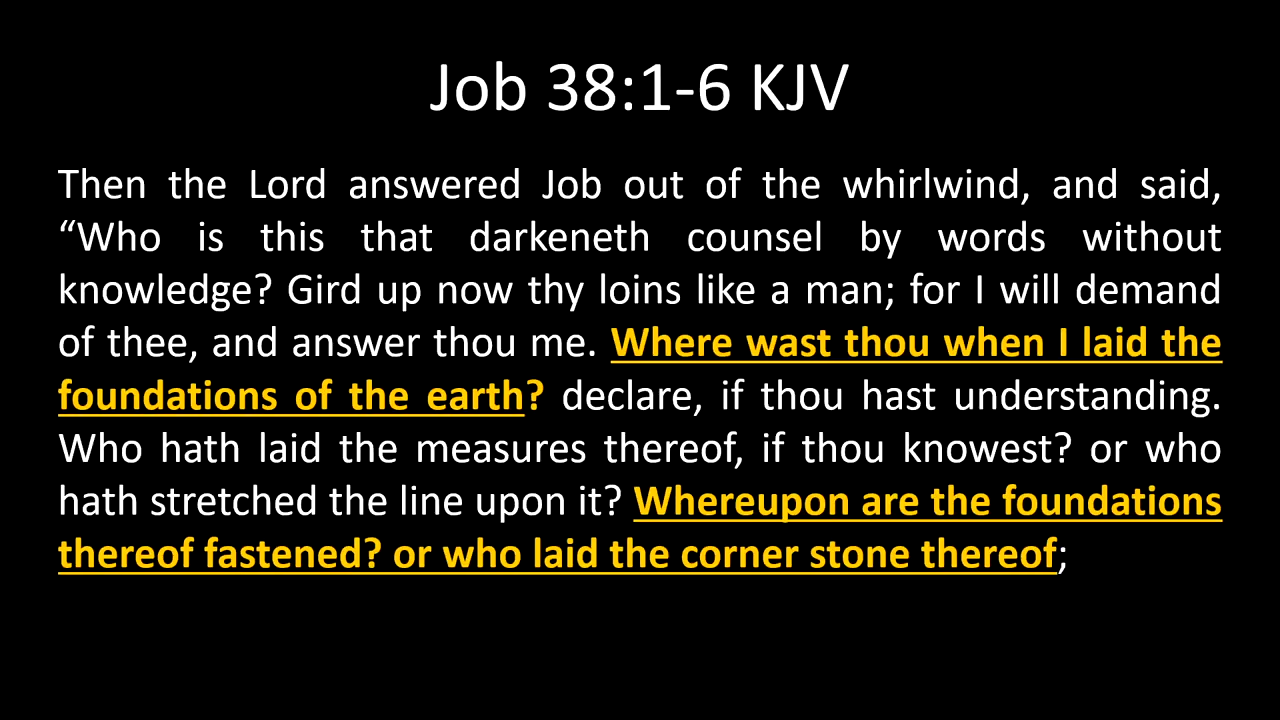 Job 38:1-6 KJV
Then the Lord answered Job out of the whirlwind, and said,
“Who is this that darkeneth counsel by words without
knowledge? Gird up now thy loins like a man; for I will demand
of thee, and answer thou me. Where wast thou when I laid the
foundations of the earth? declare, if thou hast understanding.
Who hath laid the measures thereof, if thou knowest? or who
hath stretched the line upon it? Whereupon are the foundations
thereof fastened? or who laid the corner stone thereof;